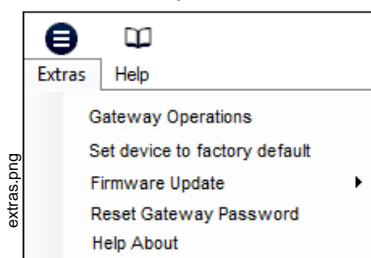 Extras Help
Gateway Operations
Set device to factory default
Firmware Update
Reset Gateway Password
Help About
extras.png